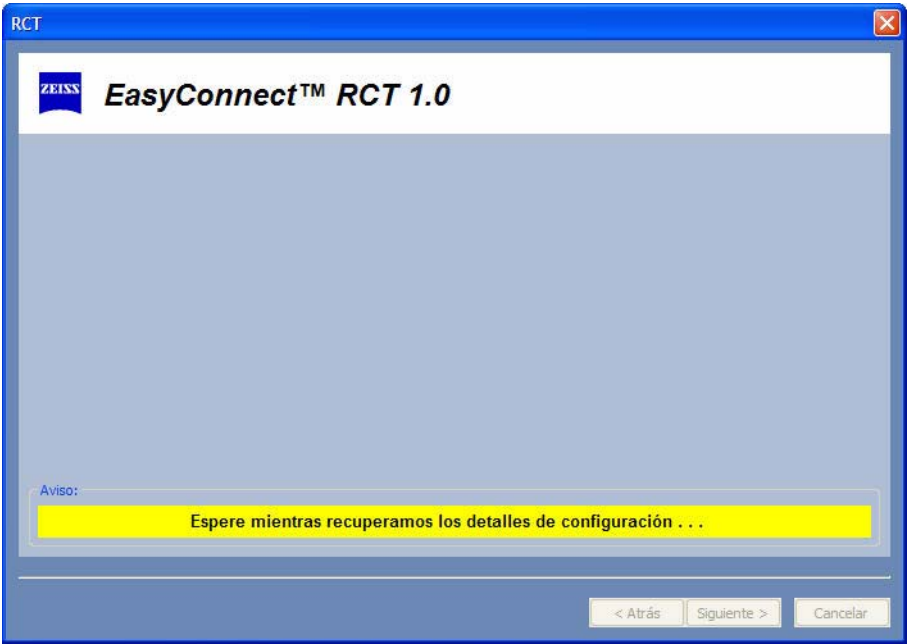 RCT
ZEISS
EasyConnect™ RCT 1.0
Aviso:
Espere mientras recuperamos los detalles de configuración . . .
< Atrás
Siguiente >
Cancelar